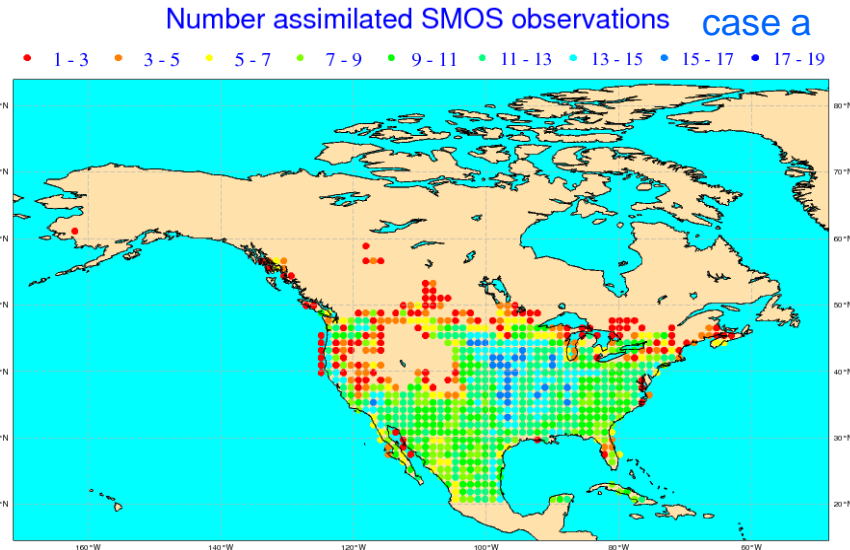 Number assimilated SMOS observations case a
1 - 3 3 - 5 5 - 7 7 - 9 9 - 11 11 - 13 13 - 15 15 - 17 17 - 19
°N 80°N
°N 70°N
°N 60°N
°N 50°N
°N 40°N
°N 30°N
°N 20°N
160°W 140°W 120°W 100°W 80°W 60°W